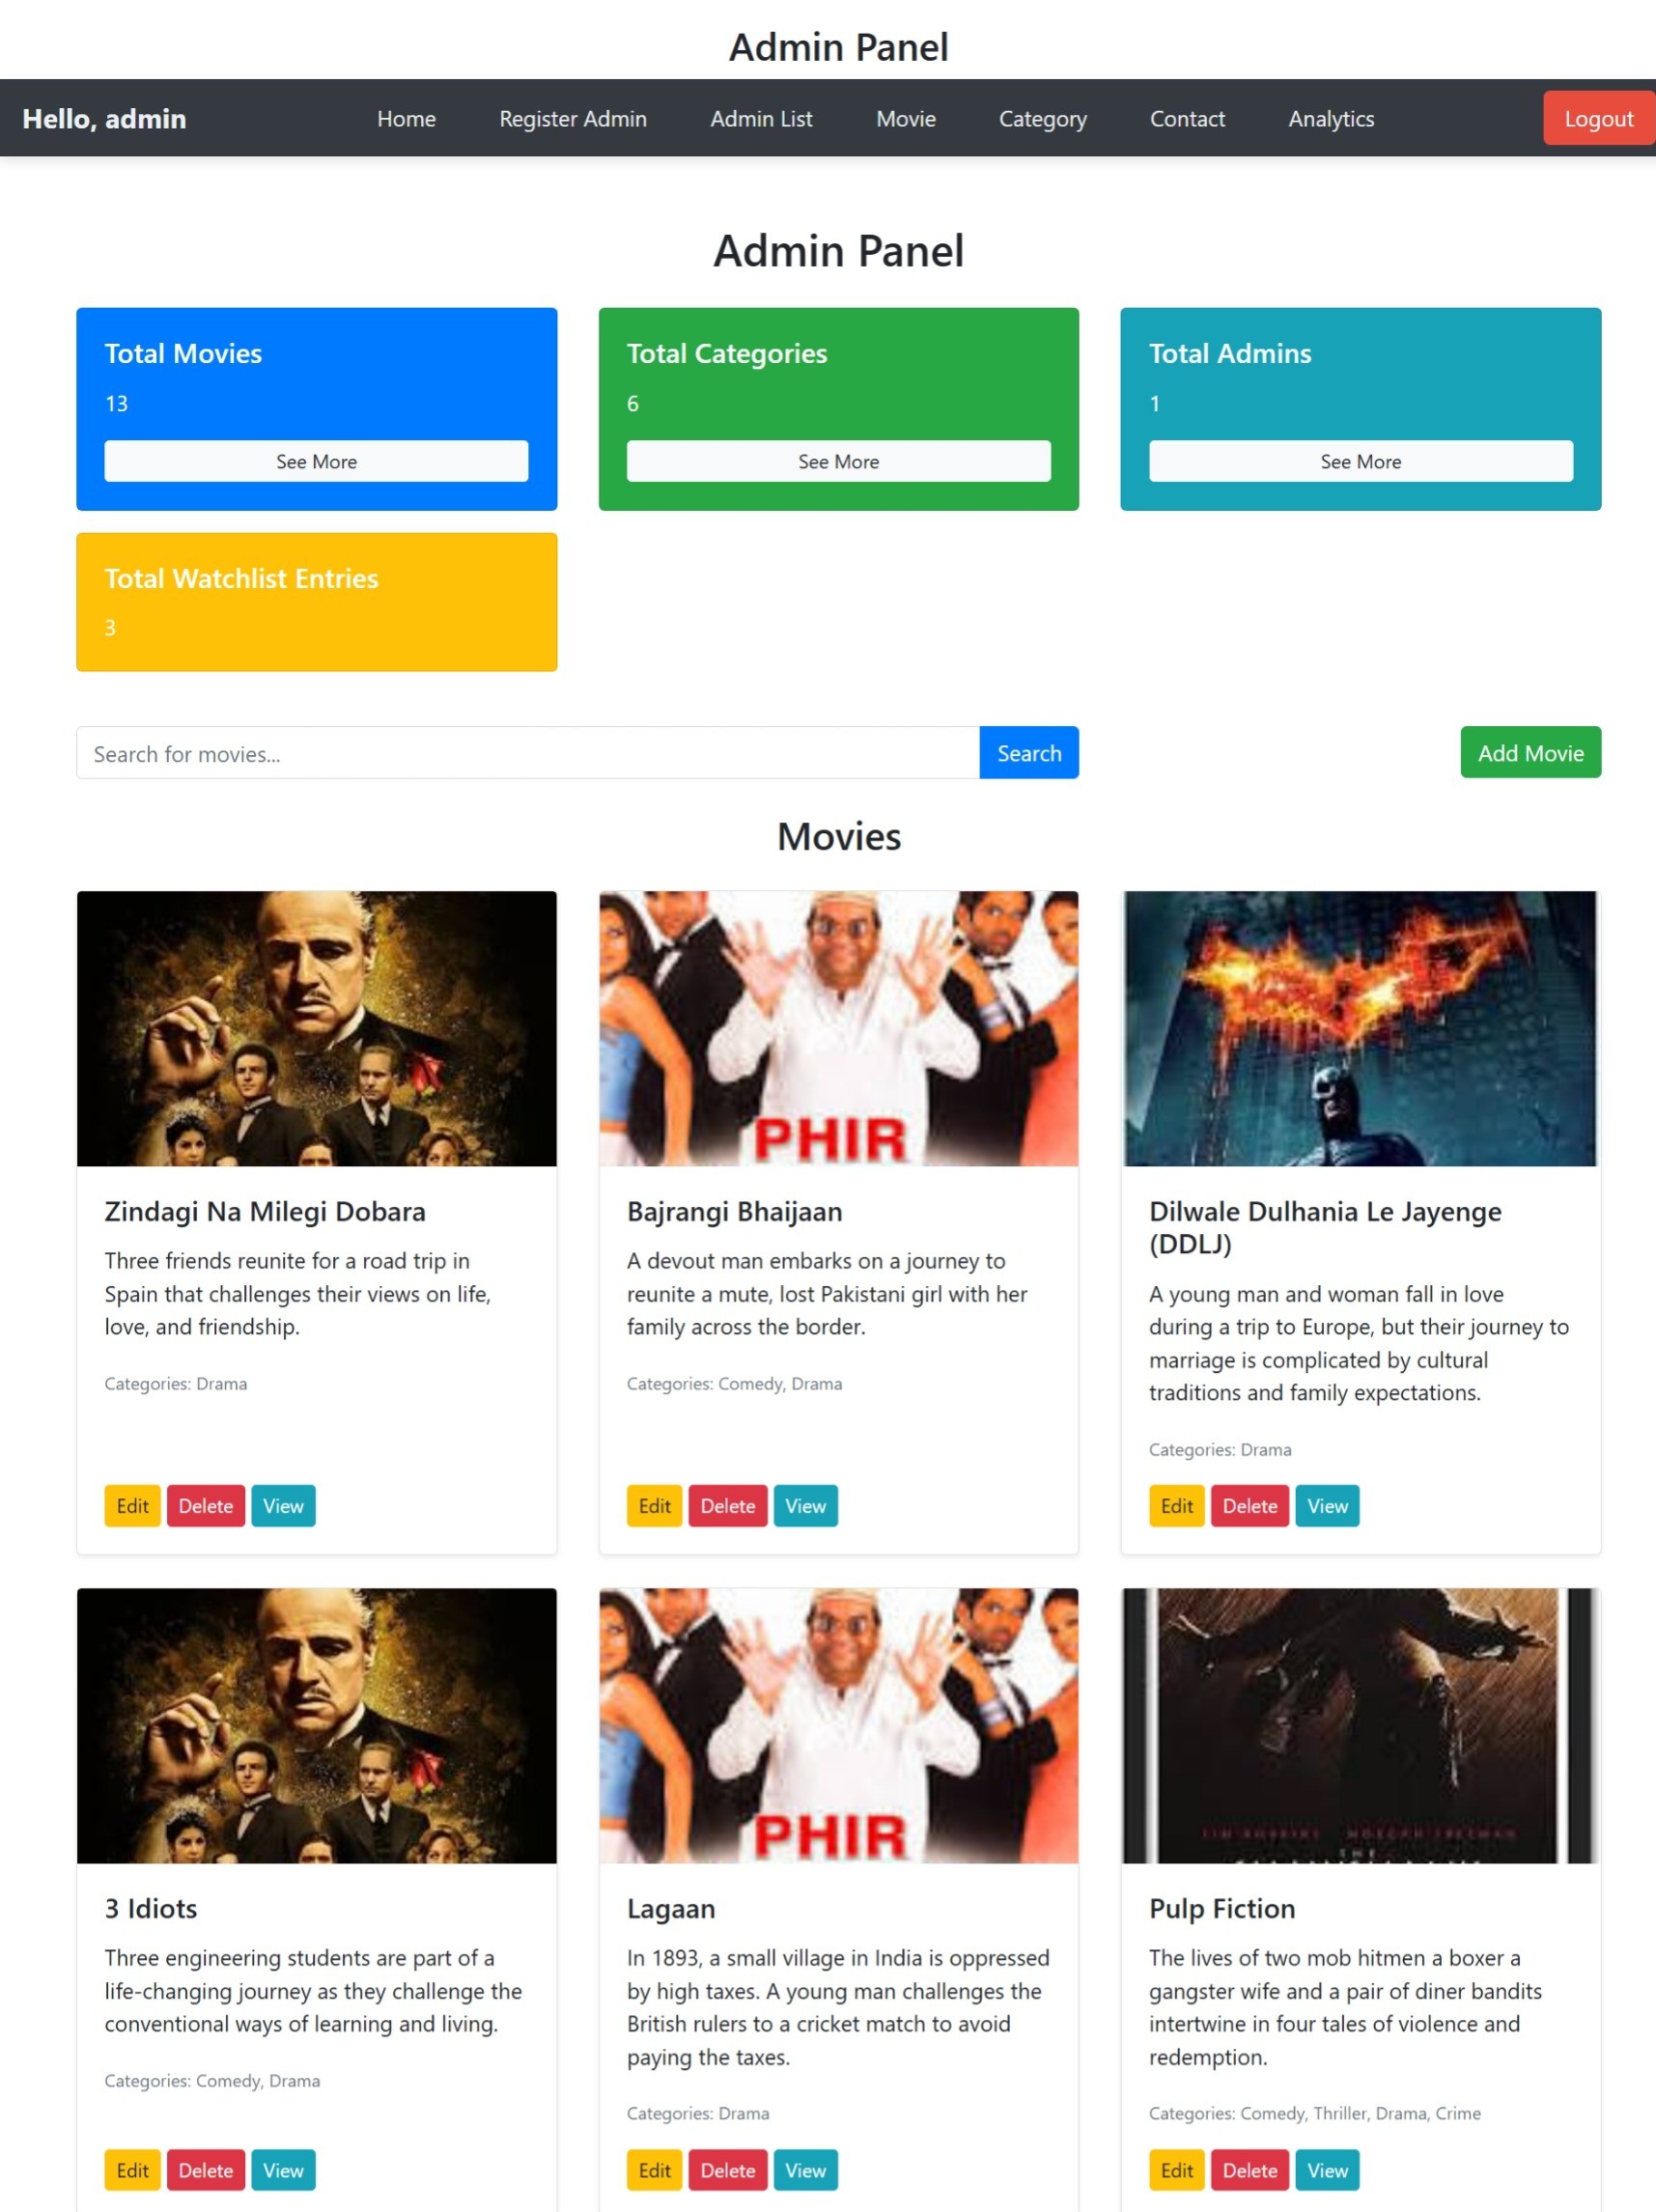 Admin Panel
Hello, admin
Home
Register Admin
Admin List
Movie
Category
Contact
Analytics
Logout
Admin Panel
Total Movies
13
See More
Total Categories
6
See More
Total Admins
1
See More
Total Watchlist Entries
3
Search for movies...
Search
Add Movie
Movies
Zindagi Na Milegi Dobara
Three friends reunite for a road trip in
Spain that challenges their views on life,
love, and friendship.
Categories: Drama
Edit
Delete
View
PHIR
Bajrangi Bhaijaan
A devout man embarks on a journey to
reunite a mute, lost Pakistani girl with her
family across the border.
Categories: Comedy, Drama
Edit
Delete
View
Dilwale Dulhania Le Jayenge
(DDLJ)
A young man and woman fall in love
during a trip to Europe, but their journey to
marriage is complicated by cultural
traditions and family expectations.
Categories: Drama
Edit
Delete
View
3 Idiots
Three engineering students are part of a
life-changing journey as they challenge the
conventional ways of learning and living.
Categories: Comedy, Drama
Edit
Delete
View
PHIR
Lagaan
In 1893, a small village in India is oppressed
by high taxes. A young man challenges the
British rulers to a cricket match to avoid
paying the taxes.
Categories: Drama
Edit
Delete
View
TIM ROBBINS MORGAN FREEMAN
THE
Pulp Fiction
The lives of two mob hitmen a boxer a
gangster wife and a pair of diner bandits
intertwine in four tales of violence and
redemption.
Categories: Comedy, Thriller, Drama, Crime
Edit
Delete
View